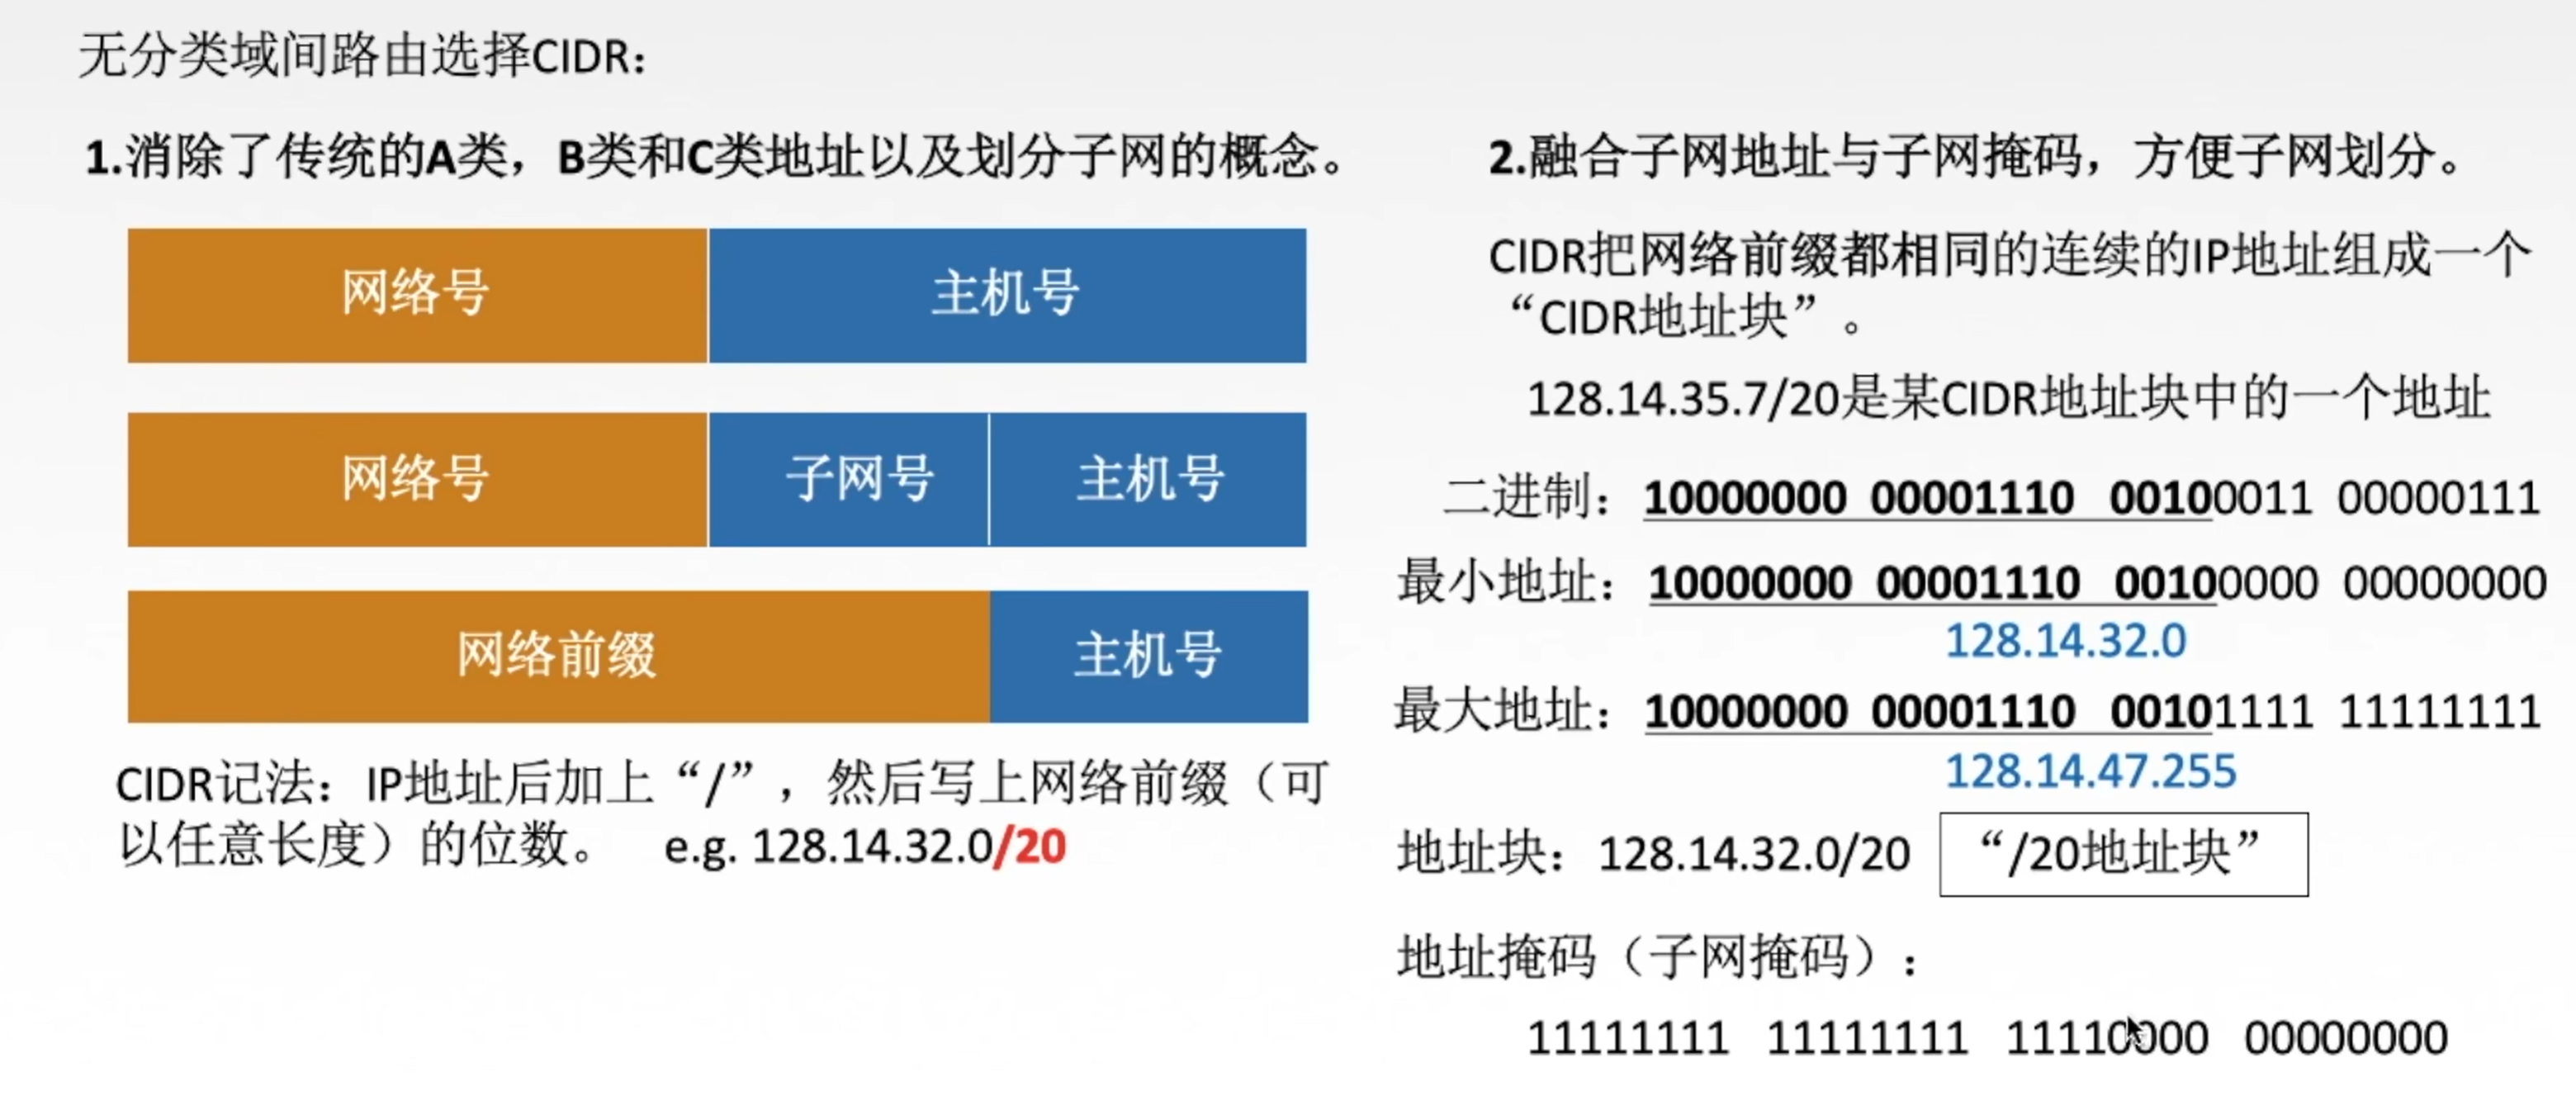 无分类域间路由选择CIDR：
1.消除了传统的A类，B类和C类地址以及划分子网的概念。
网络号 主机号
网络号 子网号 主机号
网络前缀 主机号
CIDR记法：IP地址后加上“/”，然后写上网络前缀（可
以任意长度）的位数。 e.g. 128.14.32.0/20
2.融合子网地址与子网掩码，方便子网划分。
CIDR把网络前缀都相同的连续的IP地址组成一个
“CIDR地址块”。
128.14.35.7/20是某CIDR地址块中的一个地址
二进制：10000000 00001110 00100011 00000111
最小地址：10000000 00001110 00100000 00000000
128.14.32.0
最大地址：10000000 00001110 00101111 11111111
128.14.47.255
地址块：128.14.32.0/20 “/20地址块”
地址掩码（子网掩码）：
11111111 11111111 11110000 00000000